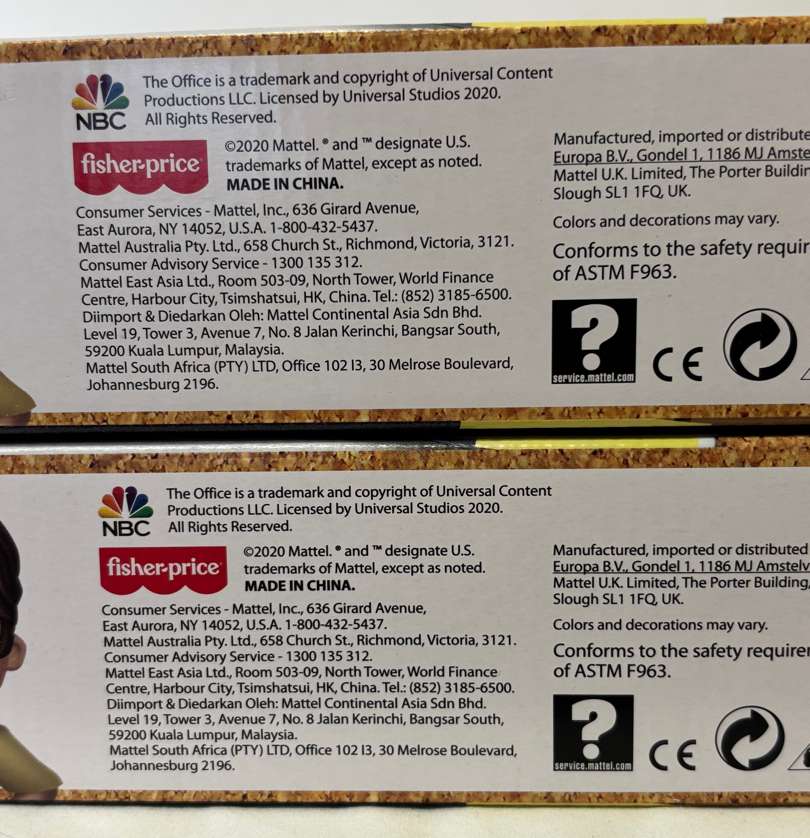 The Office is a trademark and copyright of Universal Content
Productions LLC. Licensed by Universal Studios 2020.
All Rights Reserved.
NBC
fisher-price
©2020 Mattel. ® and ™ designate U.S.
trademarks of Mattel, except as noted.
MADE IN CHINA.
Consumer Services - Mattel, Inc., 636 Girard Avenue,
East Aurora, NY 14052, U.S.A. 1-800-432-5437.
Mattel Australia Pty. Ltd., 658 Church St., Richmond, Victoria, 3121.
Consumer Advisory Service - 1300 135 312.
Mattel East Asia Ltd., Room 503-09, North Tower, World Finance
Centre, Harbour City, Tsimshatsui, HK, China. Tel.: (852) 3185-6500.
Diimport & Diedarkan Oleh: Mattel Continental Asia Sdn Bhd.
Level 19, Tower 3, Avenue 7, No. 8 Jalan Kerinchi, Bangsar South,
59200 Kuala Lumpur, Malaysia.
Mattel South Africa (PTY) LTD, Office 102 I3, 30 Melrose Boulevard,
Johannesburg 2196.
Manufactured, imported or distribute
Europa B.V., Gondel 1, 1186 MJ Amste
Mattel U.K. Limited, The Porter Buildin
Slough SL1 1FQ, UK.
Colors and decorations may vary.
Conforms to the safety requir
of ASTM F963.
?
service.mattel.com
CE
The Office is a trademark and copyright of Universal Content
Productions LLC. Licensed by Universal Studios 2020.
All Rights Reserved.
NBC
fisher-price
©2020 Mattel. ® and ™ designate U.S.
trademarks of Mattel, except as noted.
MADE IN CHINA.
Consumer Services - Mattel, Inc., 636 Girard Avenue,
East Aurora, NY 14052, U.S.A. 1-800-432-5437.
Mattel Australia Pty. Ltd., 658 Church St., Richmond, Victoria, 3121.
Consumer Advisory Service - 1300 135 312.
Mattel East Asia Ltd., Room 503-09, North Tower, World Finance
Centre, Harbour City, Tsimshatsui, HK, China. Tel.: (852) 3185-6500.
Diimport & Diedarkan Oleh: Mattel Continental Asia Sdn Bhd.
Level 19, Tower 3, Avenue 7, No. 8 Jalan Kerinchi, Bangsar South,
59200 Kuala Lumpur, Malaysia.
Mattel South Africa (PTY) LTD, Office 102 I3, 30 Melrose Boulevard,
Johannesburg 2196.
Manufactured, imported or distributed
Europa B.V., Gondel 1, 1186 MJ Amstelv
Mattel U.K. Limited, The Porter Building,
Slough SL1 1FQ, UK.
Colors and decorations may vary.
Conforms to the safety requirer
of ASTM F963.
?
service.mattel.com
CE